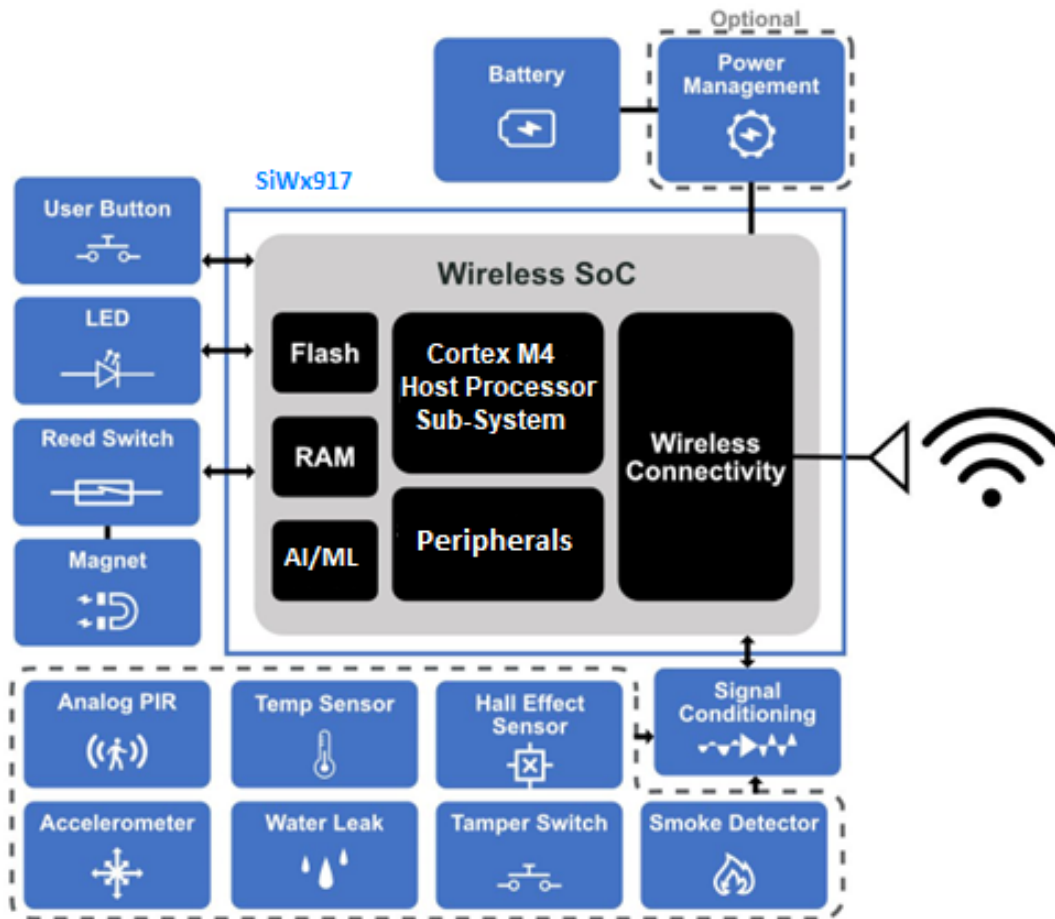 Optional
Battery
Power
Management
SiWx917
User Button
LED
Reed Switch
Magnet
Wireless SoC
Flash
RAM
AI/ML
Cortex M4
Host Processor
Sub-System
Peripherals
Wireless
Connectivity
Analog PIR
Temp Sensor
Hall Effect
Sensor
Signal
Conditioning
Accelerometer
Water Leak
Tamper Switch
Smoke Detector